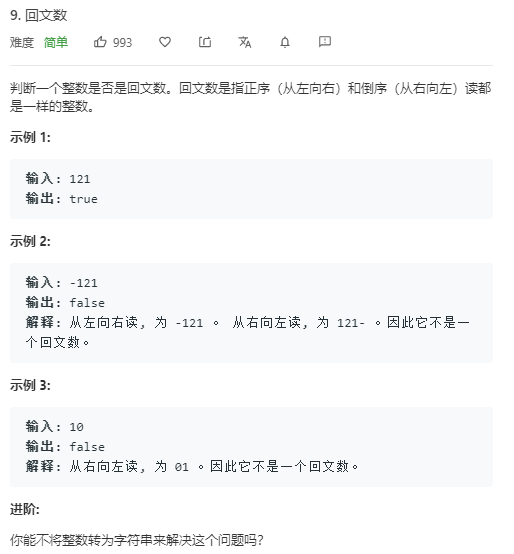 9. 回文数
难度 简单 993
判断一个整数是否是回文数。回文数是指正序（从左向右）和倒序（从右向左）读都
是一样的整数。
示例 1:
输入: 121
输出: true
示例 2:
输入: -121
输出: false
解释: 从左向右读, 为 -121 。 从右向左读, 为 121- 。因此它不是一
个回文数。
示例 3:
输入: 10
输出: false
解释: 从右向左读, 为 01 。因此它不是一个回文数。
进阶:
你能不将整数转为字符串来解决这个问题吗?